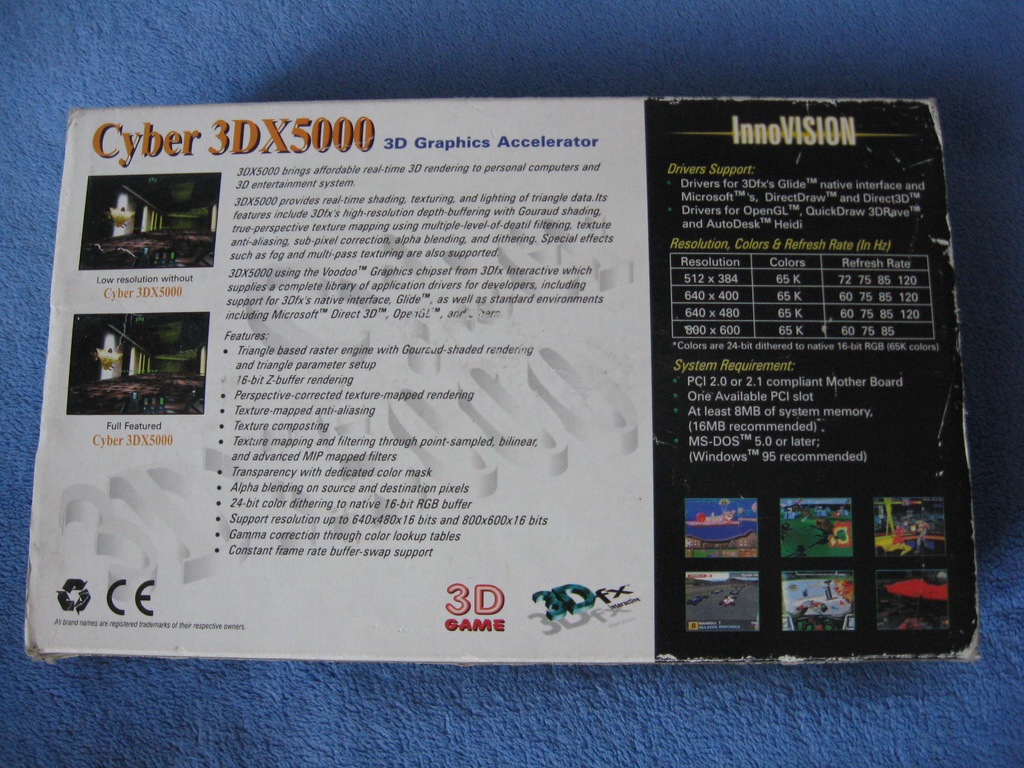 Cyber 3DX5000 3D Graphics Accelerator
3DX5000 brings affordable real-time 3D rendering to personal computers and
3D entertainment system.
3DX5000 provides real-time shading, texturing, and lighting of triangle data.Its
features include 3Dfx's high-resolution depth-buffering with Gouraud shading,
true-perspective texture mapping using multiple-level-of-deatil filtering, texture
anti-aliasing, sub-pixel correction, alpha blending, and dithering. Special effects
such as fog and multi-pass texturing are also supported.
3DX5000 using the Voodoo™ Graphics chipset from 3Dfx Interactive which
supplies a complete library of application drivers for developers, including
support for 3Dfx's native interface, Glide™, as well as standard environments
including Microsoft™ Direct 3D™, OpenGL™, and others.
Low resolution without
Cyber 3DX5000
Full Featured
Cyber 3DX5000
Features:
• Triangle based raster engine with Gouraud-shaded rendering
and triangle parameter setup
16-bit Z-buffer rendering
• Perspective-corrected texture-mapped rendering
• Texture-mapped anti-aliasing
• Texture composting
• Texture mapping and filtering through point-sampled, bilinear,
and advanced MIP mapped filters
• Transparency with dedicated color mask
• Alpha blending on source and destination pixels
• 24-bit color dithering to native 16-bit RGB buffer
• Support resolution up to 640x480x16 bits and 800x600x16 bits
• Gamma correction through color lookup tables
• Constant frame rate buffer-swap support
CE
All brand names are registered trademarks of their respective owners.
3D
GAME
3Dfx
interactive
InnoVISION
Drivers Support:
• Drivers for 3Dfx's Glide™ native interface and
Microsoft™'s, DirectDraw™ and Direct3D™
• Drivers for OpenGL™, QuickDraw 3DRave™
and AutoDesk™ Heidi
Resolution, Colors & Refresh Rate (In Hz)
Resolution Colors Refresh Rate
512 x 384 65 K 72 75 85 120
640 x 400 65 K 60 75 85 120
640 x 480 65 K 60 75 85 120
800 x 600 65 K 60 75 85
*Colors are 24-bit dithered to native 16-bit RGB (65K colors)
System Requirement:
• PCI 2.0 or 2.1 compliant Mother Board
• One Available PCI slot
• At least 8MB of system memory,
(16MB recommended)
• MS-DOS™ 5.0 or later;
(Windows™ 95 recommended)